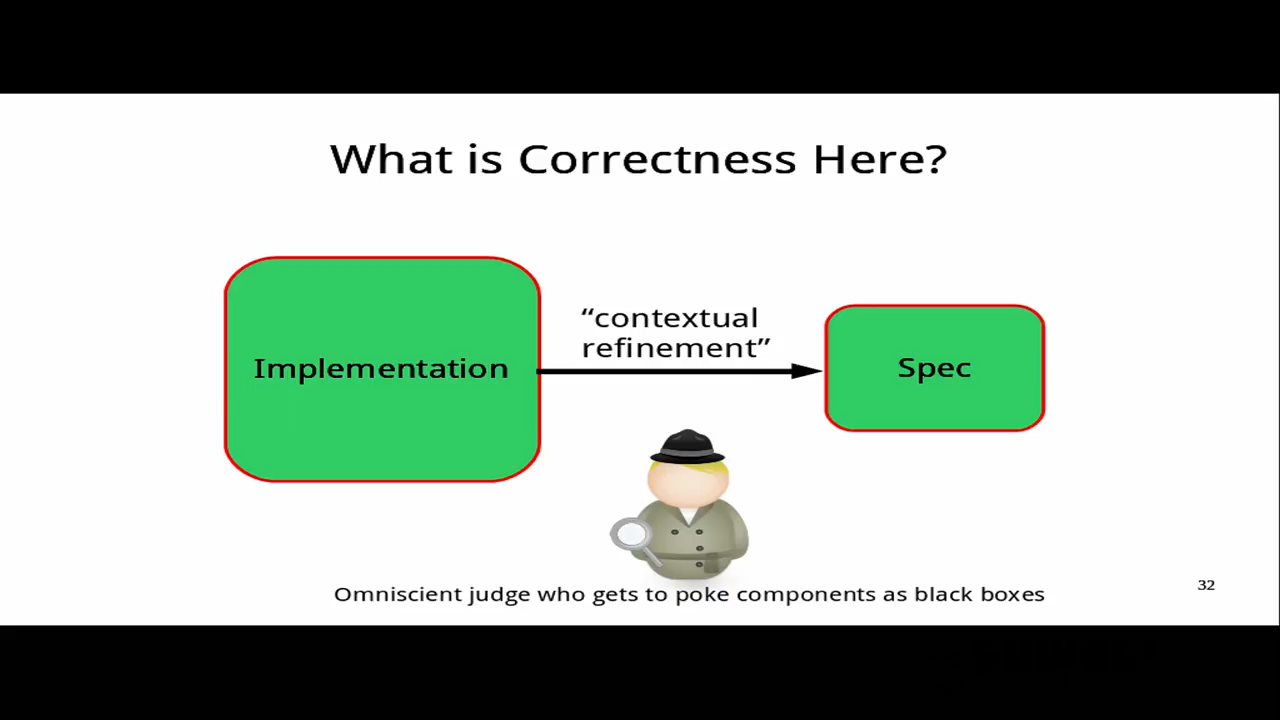 What is Correctness Here?
“contextual
refinement”
Implementation
Spec
Omniscient judge who gets to poke components as black boxes
32